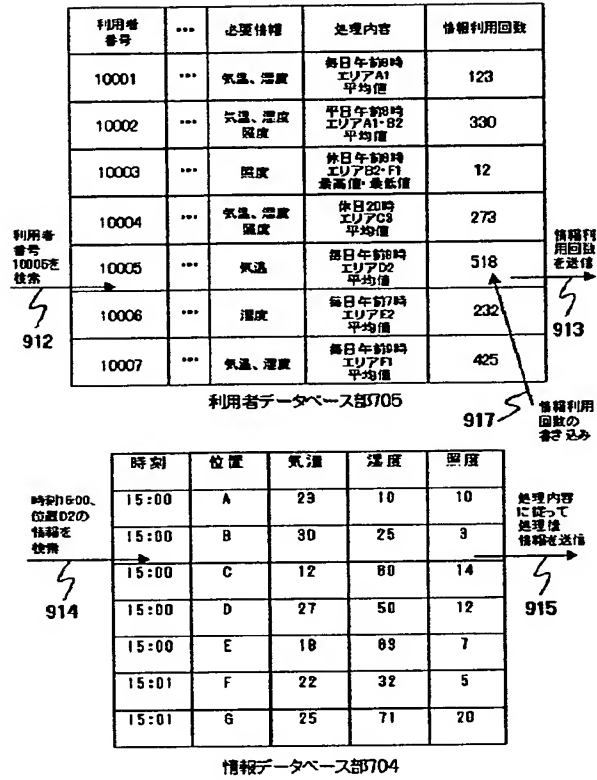 利用者番号 ••• 必要情報 処理内容 情報利用回数
10001 ••• 気温、湿度 毎日午前8時 エリアA1 平均値 123
10002 ••• 気温、湿度 照度 平日午前8時 エリアA1・B2 平均値 330
10003 ••• 照度 休日午前8時 エリアB2・F1 最高値・最低値 12
10004 ••• 気温、湿度 照度 休日20時 エリアC3 平均値 273
10005 ••• 気温 毎日午前8時 エリアD2 平均値 518
10006 ••• 湿度 毎日午前7時 エリアE2 平均値 232
10007 ••• 気温、湿度 毎日午前9時 エリアF1 平均値 425
利用者
番号
10005を
検索
912
情報利
用回数
を送信
913
利用者データベース部705
917
情報利用
回数の
書き込み
時刻 位置 気温 湿度 照度
15:00 A 23 10 10
15:00 B 30 25 3
15:00 C 12 60 14
15:00 D 27 50 12
15:00 E 18 63 7
15:01 F 22 32 5
15:01 G 25 71 20
位置D2の
情報を
検索
914
処理内容
に従って
処理後
情報を送信
915
情報データベース部704